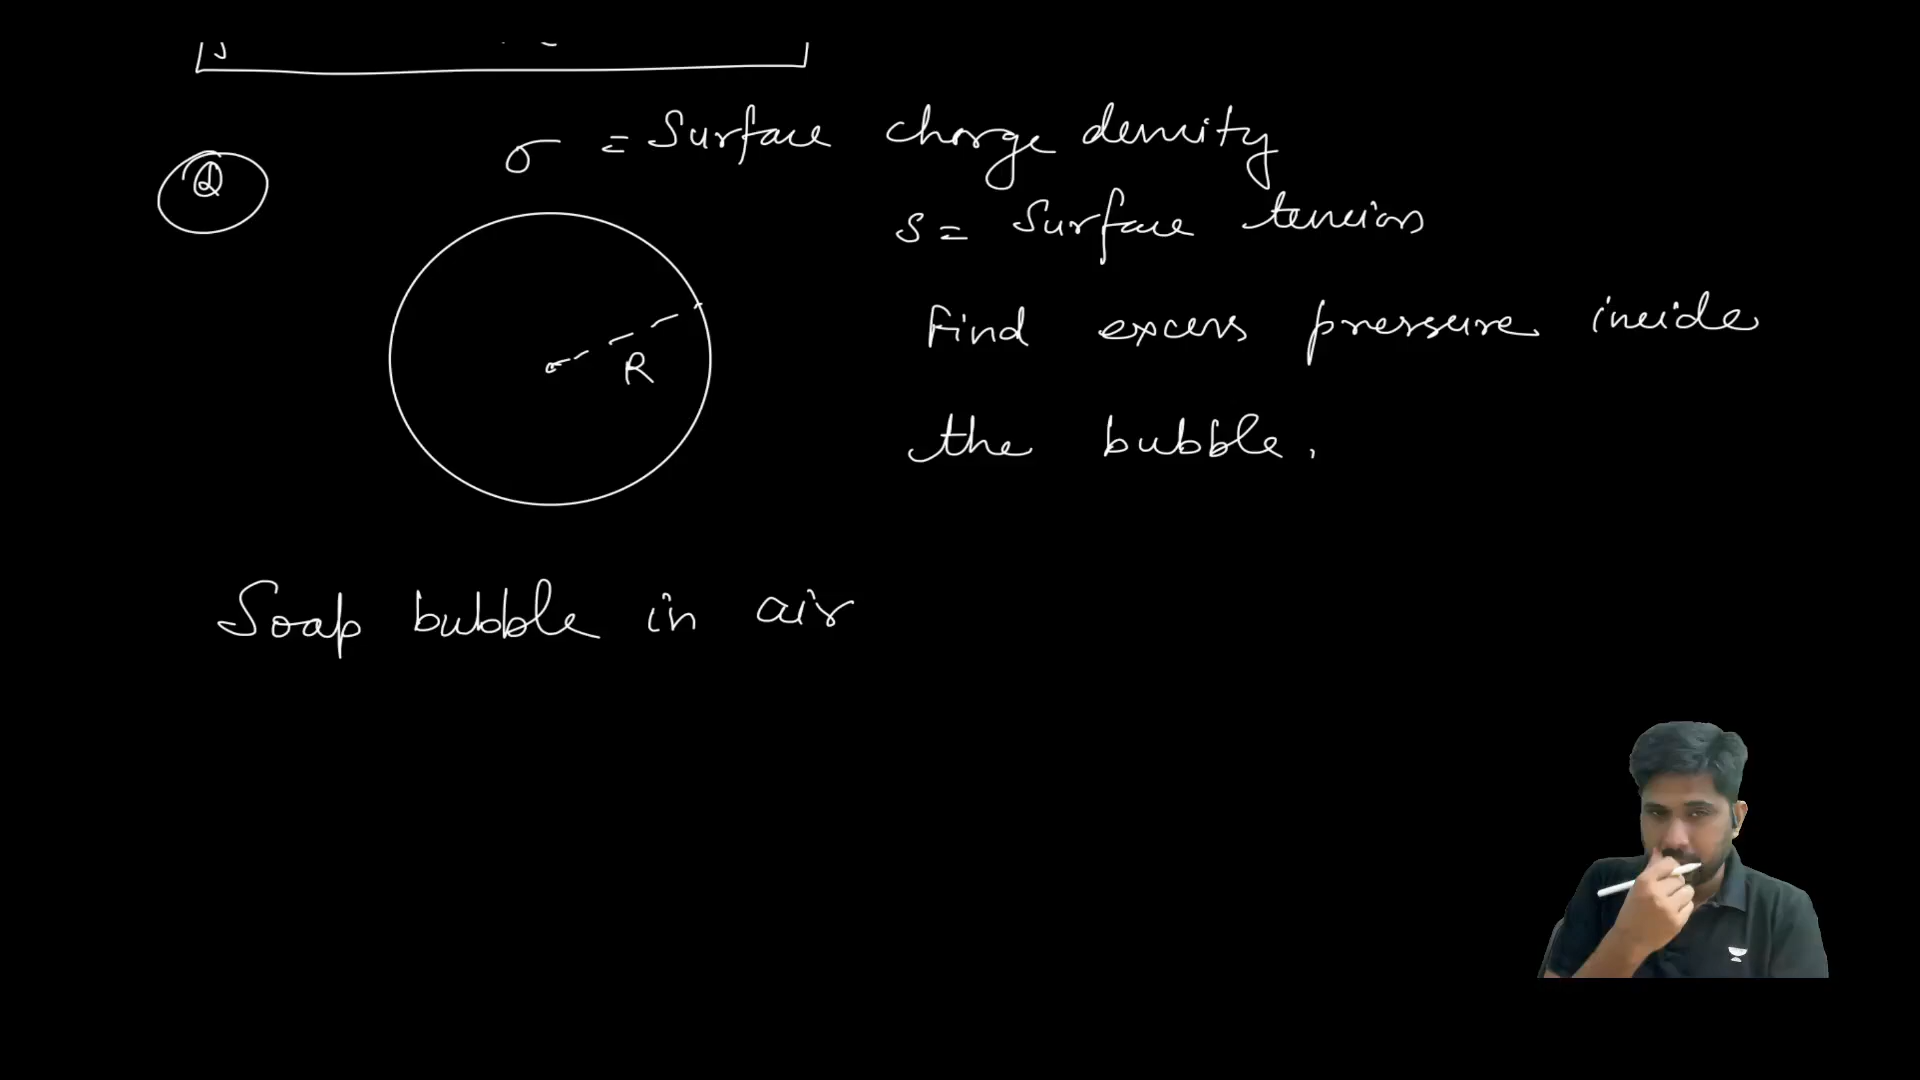 Q
σ = Surface charge density
s = Surface tension
Find excess pressure inside
the bubble.
R
Soap bubble in air